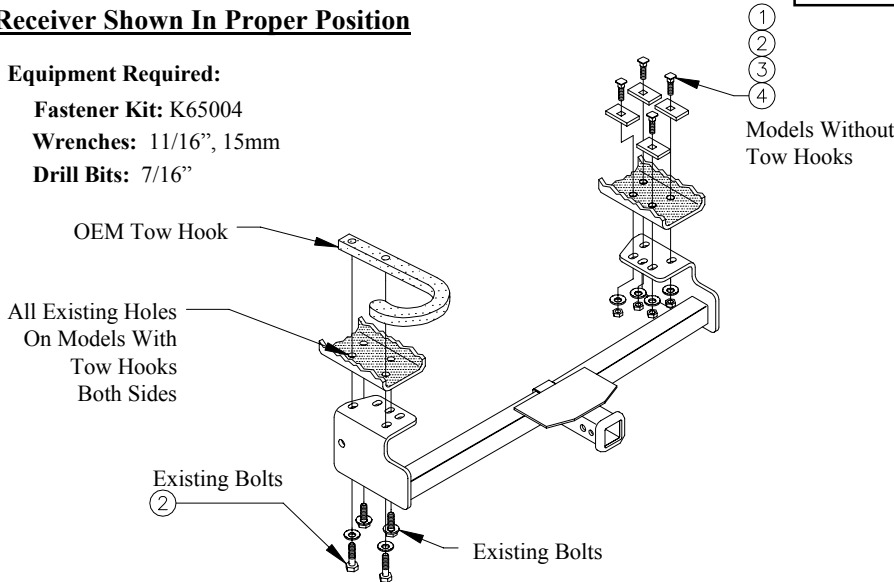 Receiver Shown In Proper Position
Equipment Required:
Fastener Kit: K65004
Wrenches: 11/16”, 15mm
Drill Bits: 7/16”
1
2
3
4
Models Without
Tow Hooks
OEM Tow Hook
All Existing Holes
On Models With
Tow Hooks
Both Sides
Existing Bolts
2
Existing Bolts